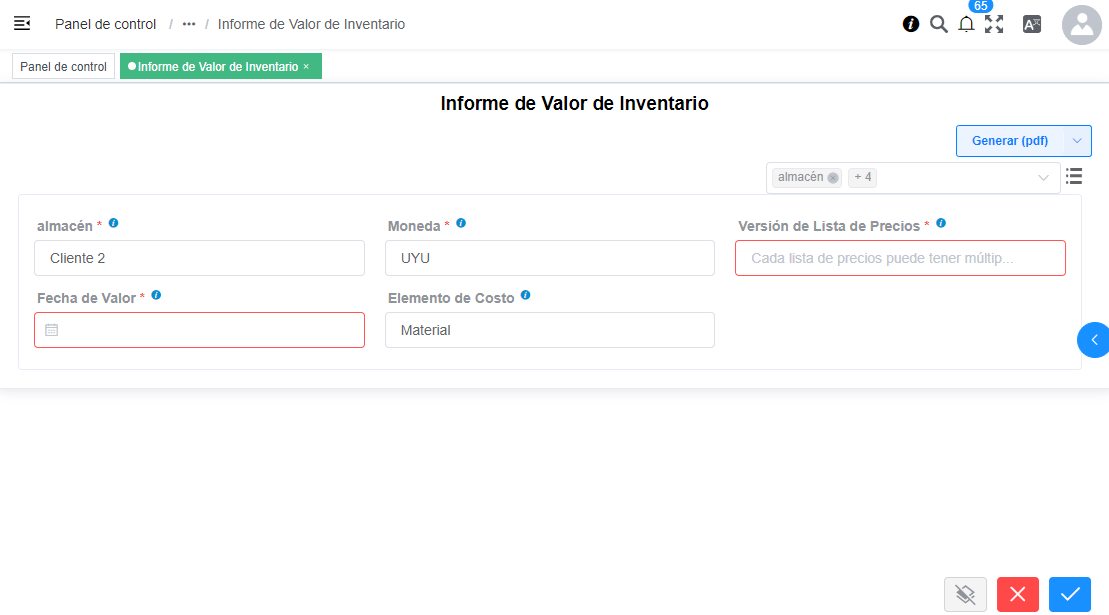 65
Panel de control / ••• / Informe de Valor de Inventario
Panel de control
Informe de Valor de Inventario ×
Informe de Valor de Inventario
Generar (pdf)
almacén + 4
almacén * Moneda * Versión de Lista de Precios *
Cliente 2 UYU Cada lista de precios puede tener múltip...
Fecha de Valor * Elemento de Costo
Material